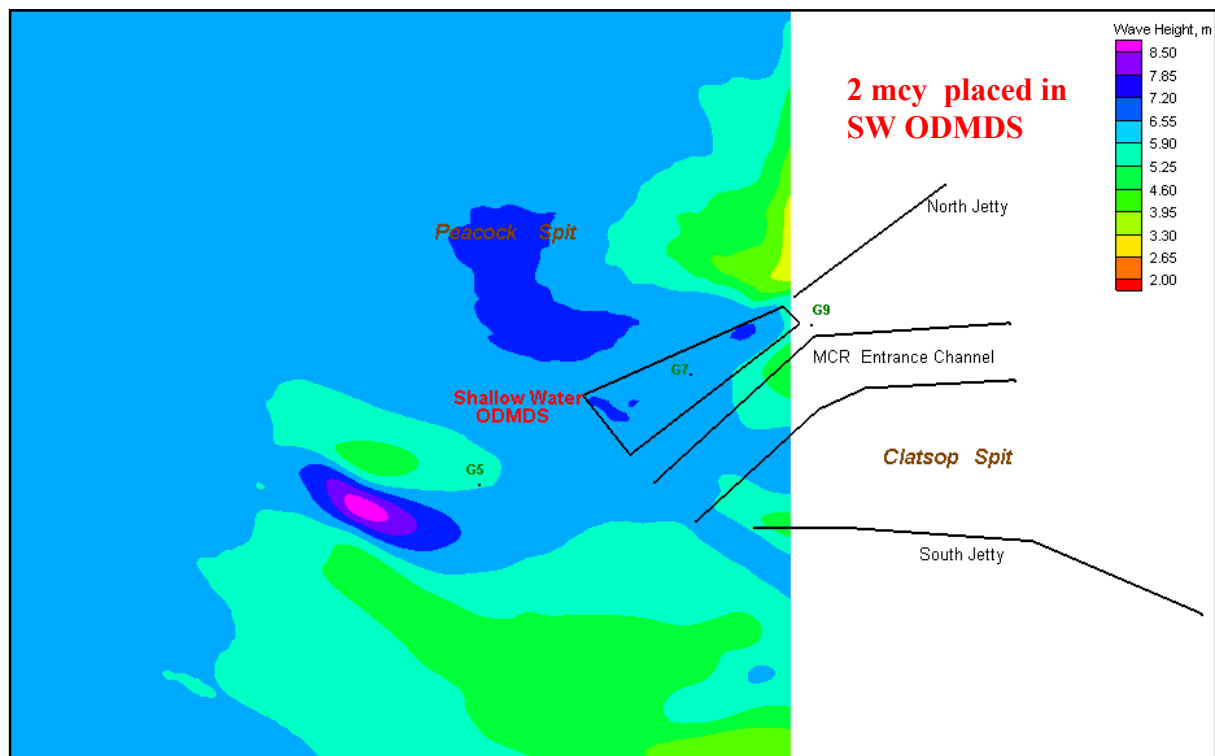 Wave Height, m
8.50
7.85
7.20
6.55
5.90
5.25
4.60
3.95
3.30
2.65
2.00
2 mcy placed in
SW ODMDS
North Jetty
Peacock Spit
G9
MCR Entrance Channel
G7
Shallow Water
ODMDS
Clatsop Spit
G5
South Jetty